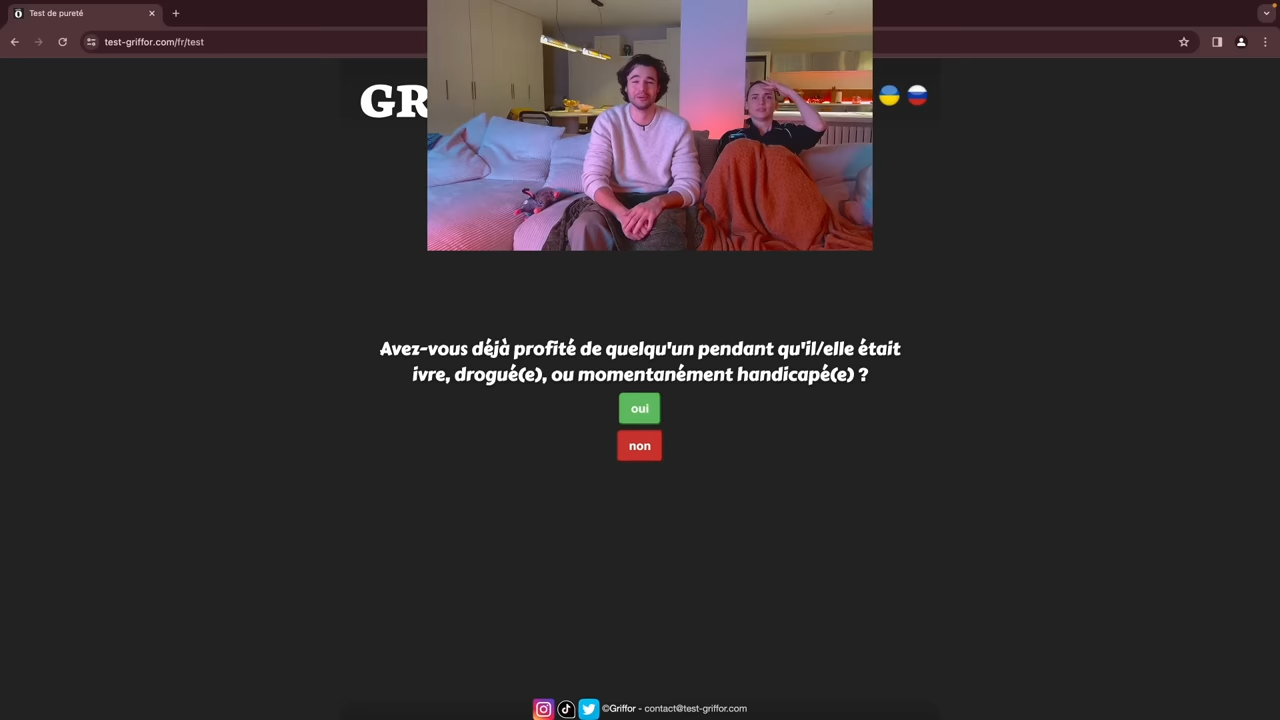 Test de pureté
test-griffor.com/fr/test
GR
Avez-vous déjà profité de quelqu'un pendant qu'il/elle était
ivre, drogué(e), ou momentanément handicapé(e) ?
oui
non
©Griffor - contact@test-griffor.com